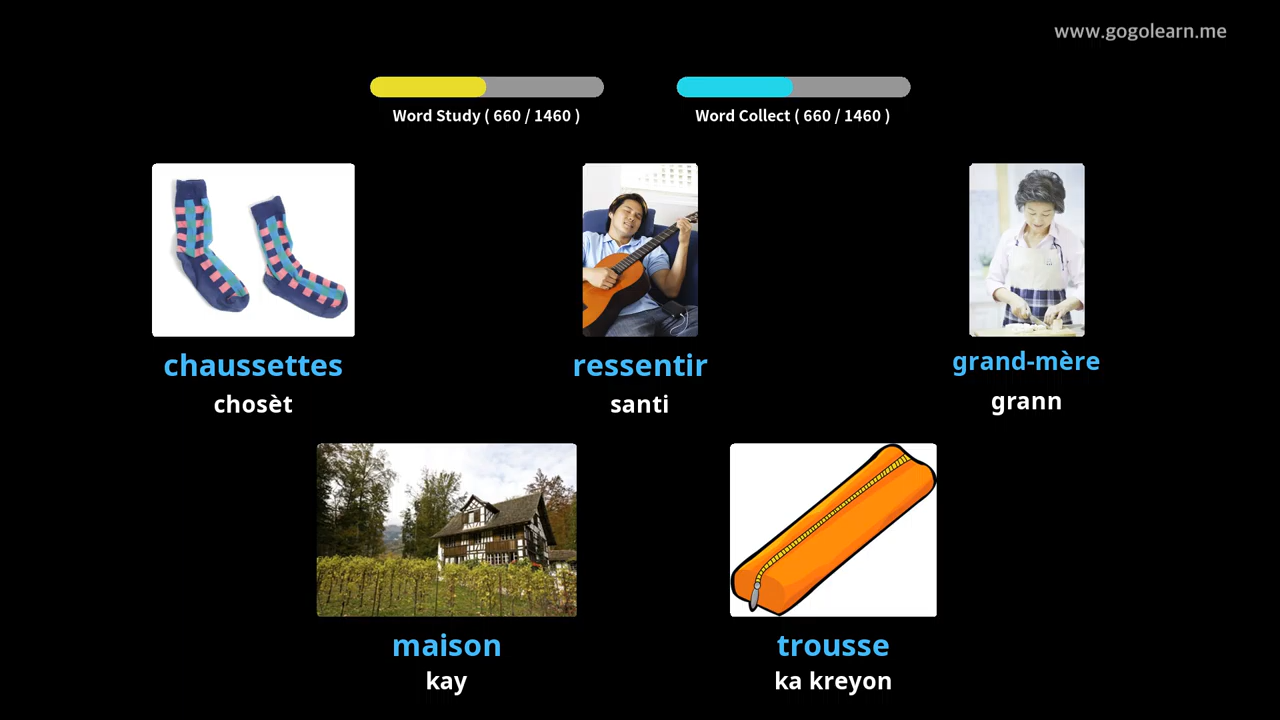 www.gogolearn.me
Word Study ( 660 / 1460 )
Word Collect ( 660 / 1460 )
chaussettes
chosèt
ressentir
santi
grand-mère
grann
maison
kay
trousse
ka kreyon